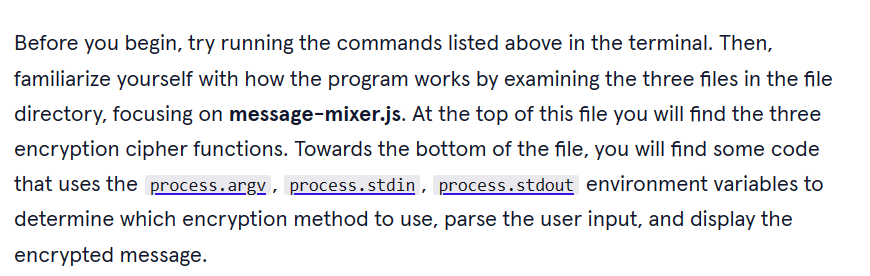 Before you begin, try running the commands listed above in the terminal. Then,
familiarize yourself with how the program works by examining the three files in the file
directory, focusing on message-mixer.js. At the top of this file you will find the three
encryption cipher functions. Towards the bottom of the file, you will find some code
that uses the process.argv, process.stdin, process.stdout environment variables to
determine which encryption method to use, parse the user input, and display the
encrypted message.